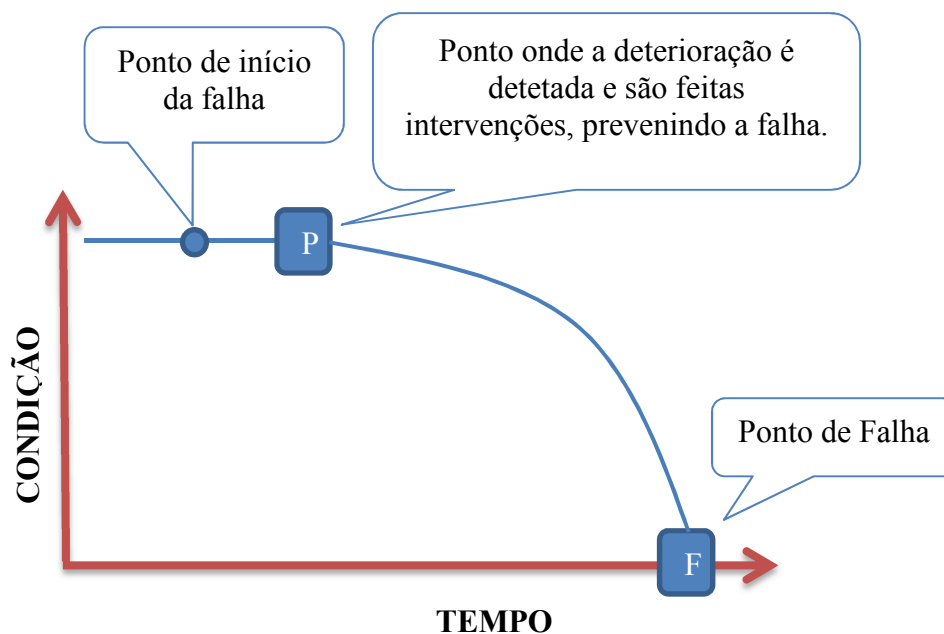 Ponto de início
da falha
Ponto onde a deterioração é
detetada e são feitas
intervenções, prevenindo a falha.
P
CONDIÇÃO
Ponto de Falha
F
TEMPO